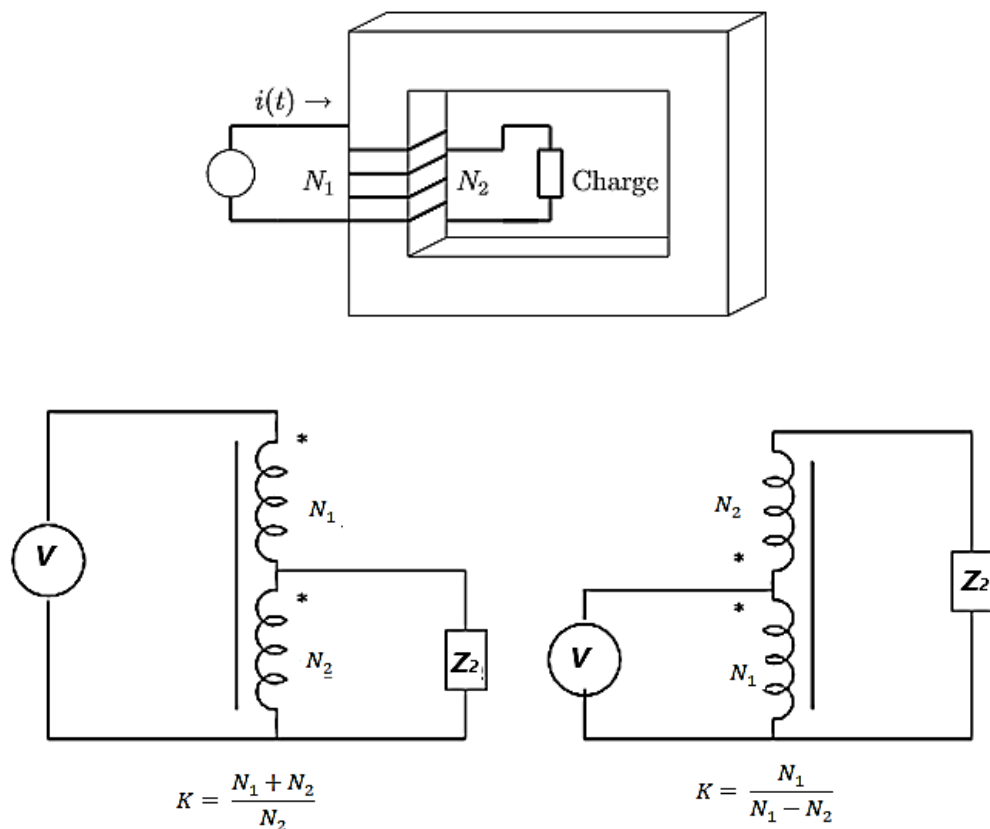 i(t) →
N₁ N₂ Charge
*
N₁ .
V
*
N₂
Z₂
N₂
*
*
V
N₁
Z₂
K = (N₁ + N₂) / N₂
K = N₁ / (N₁ − N₂)